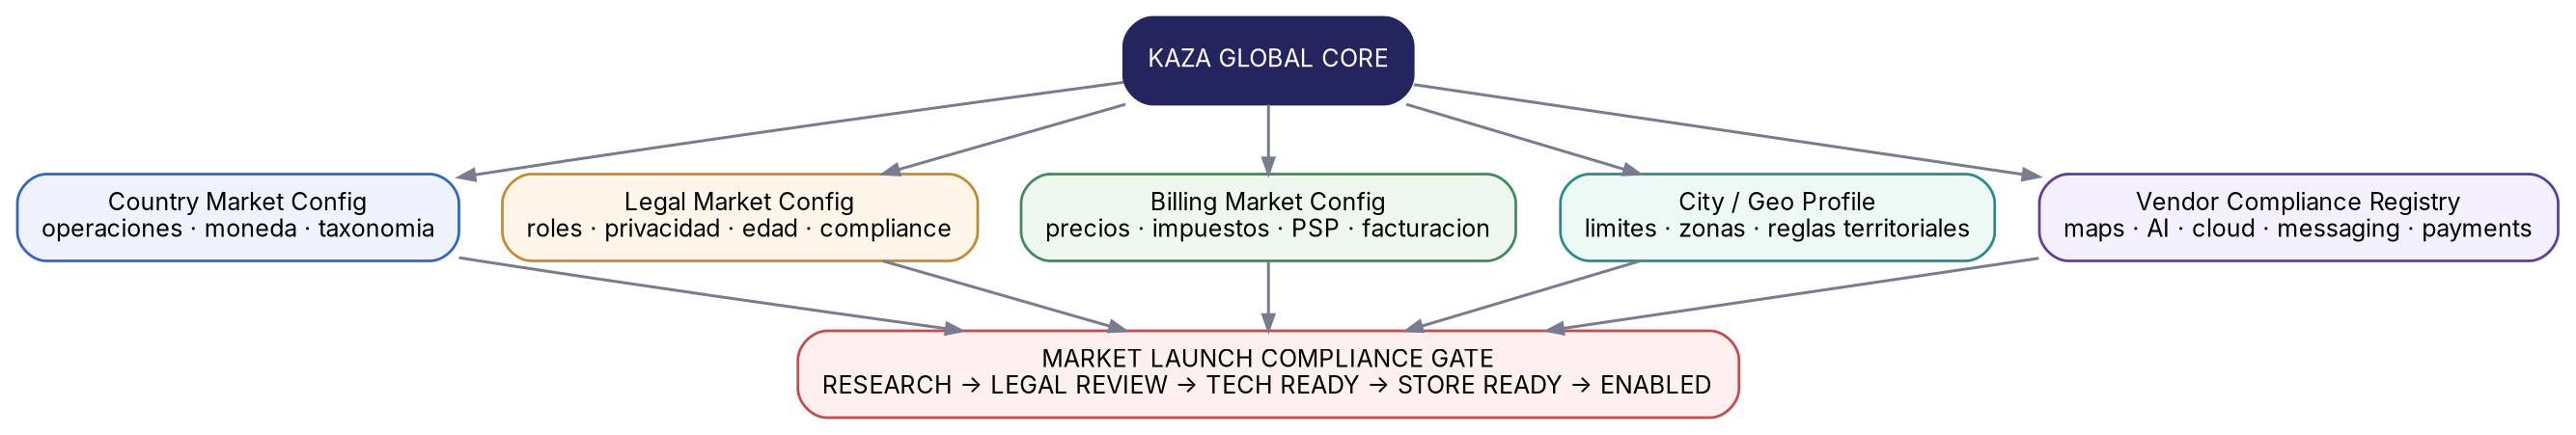 KAZA GLOBAL CORE
Country Market Config
operaciones · moneda · taxonomia
Legal Market Config
roles · privacidad · edad · compliance
Billing Market Config
precios · impuestos · PSP · facturacion
City / Geo Profile
limites · zonas · reglas territoriales
Vendor Compliance Registry
maps · AI · cloud · messaging · payments
MARKET LAUNCH COMPLIANCE GATE
RESEARCH → LEGAL REVIEW → TECH READY → STORE READY → ENABLED